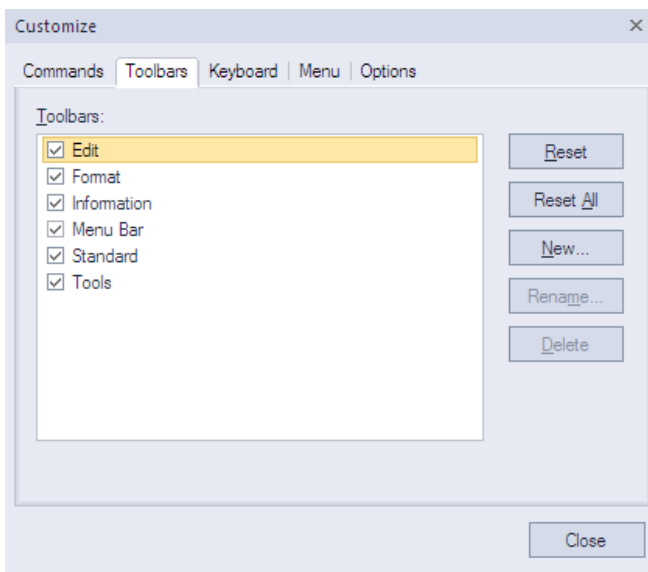 Customize
Commands Toolbars Keyboard Menu Options
Toolbars:
Edit
Format
Information
Menu Bar
Standard
Tools
Reset
Reset All
New...
Rename...
Delete
Close